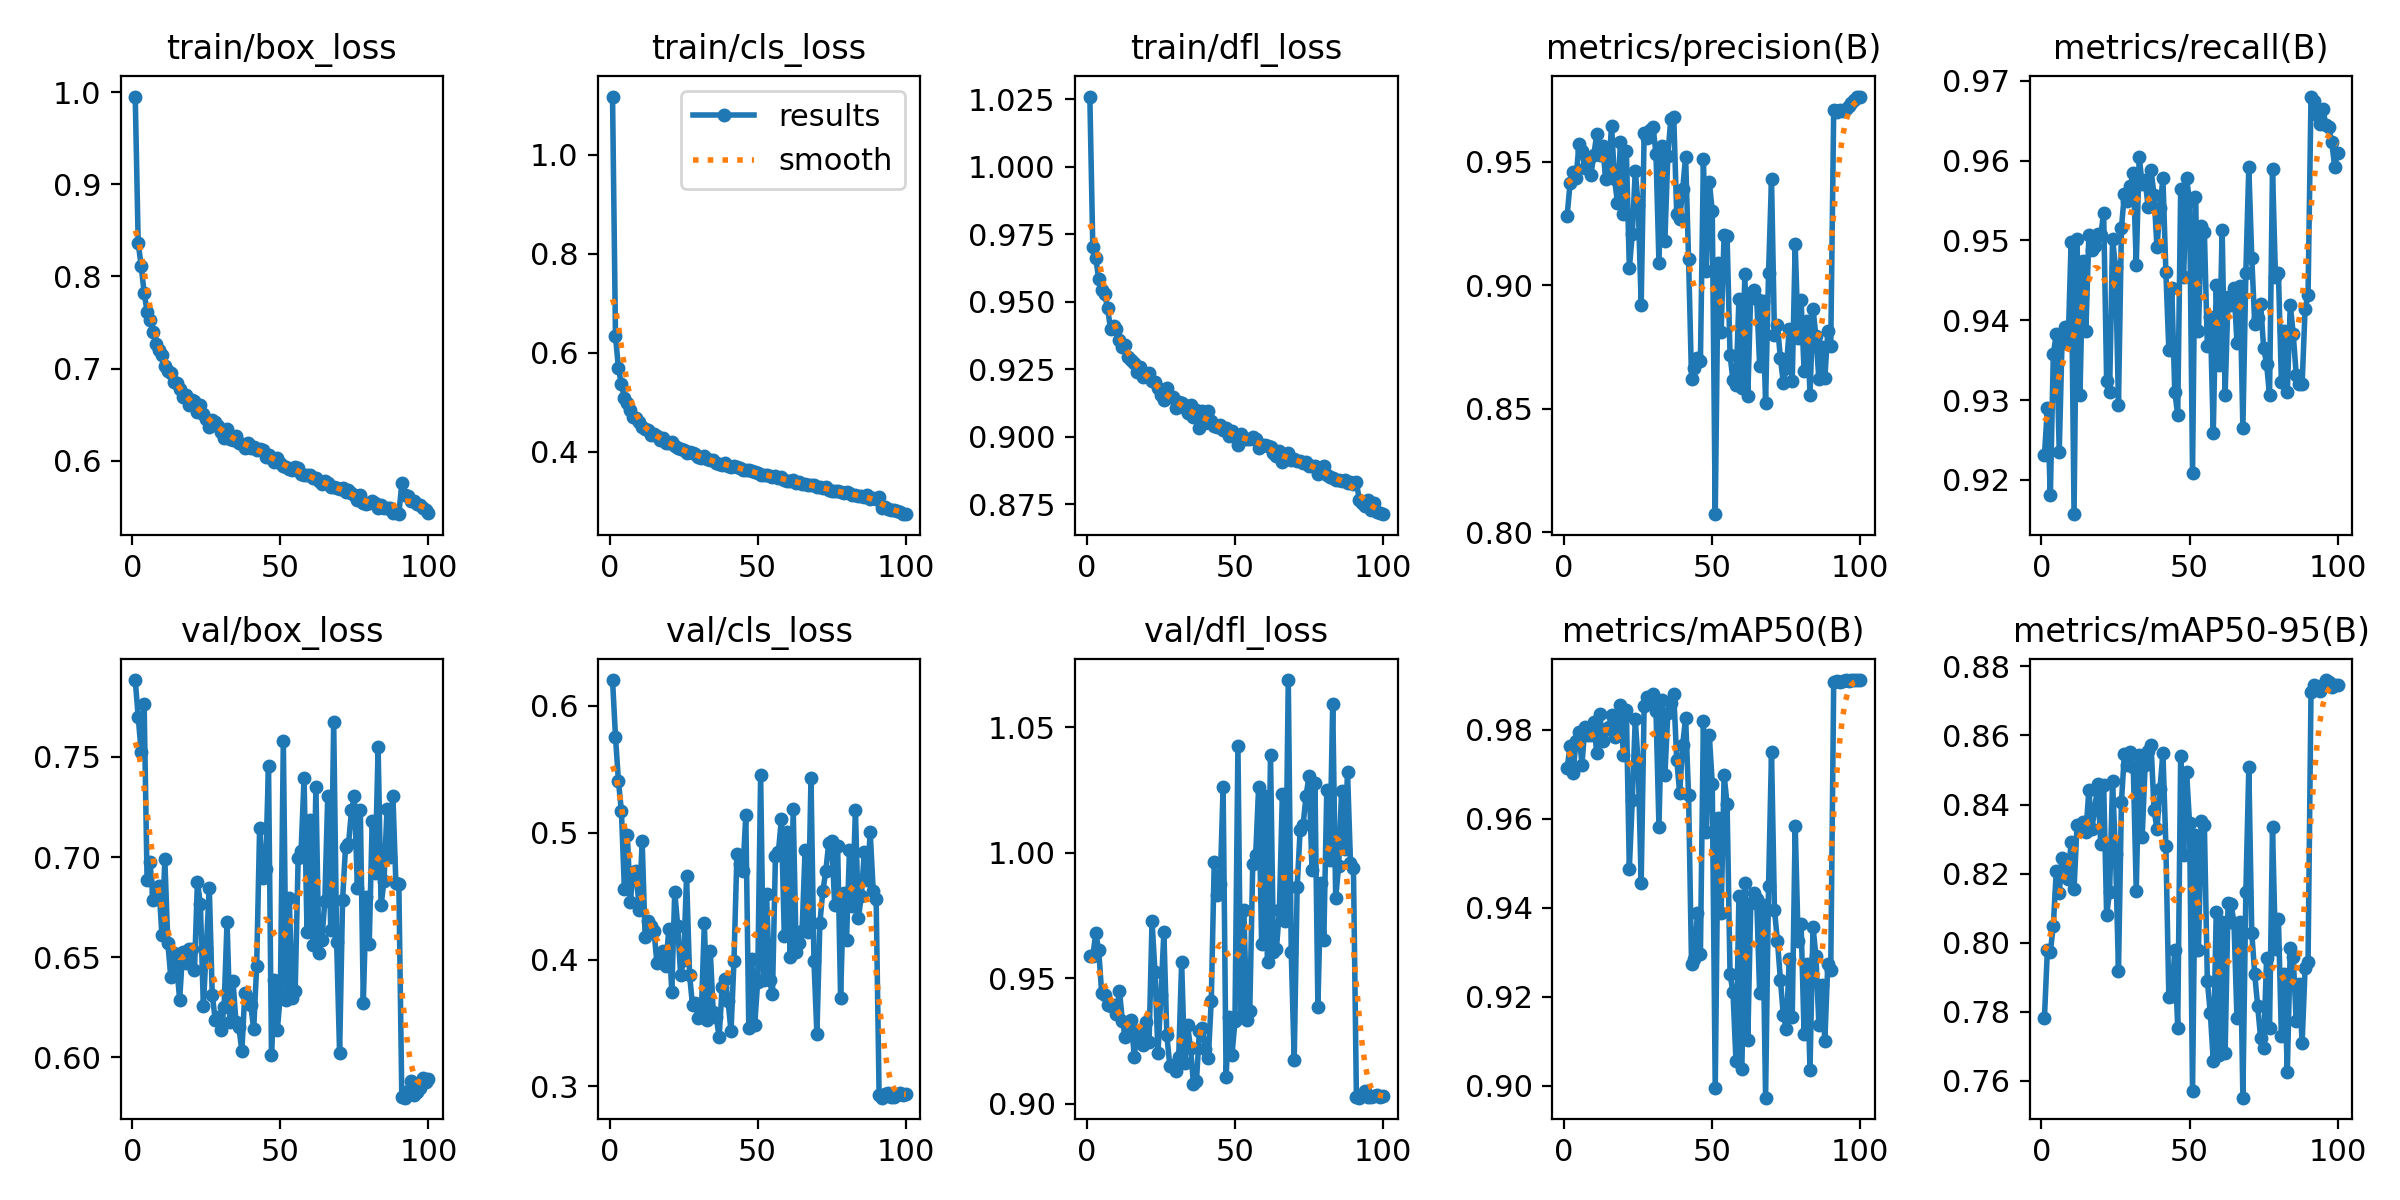 train/box_loss
1.0
0.9
0.8
0.7
0.6
0 50 100
train/cls_loss
results
smooth
1.0
0.8
0.6
0.4
0 50 100
train/dfl_loss
1.025
1.000
0.975
0.950
0.925
0.900
0.875
0 50 100
metrics/precision(B)
0.95
0.90
0.85
0.80
0 50 100
metrics/recall(B)
0.97
0.96
0.95
0.94
0.93
0.92
0 50 100
val/box_loss
0.75
0.70
0.65
0.60
0 50 100
val/cls_loss
0.6
0.5
0.4
0.3
0 50 100
val/dfl_loss
1.05
1.00
0.95
0.90
0 50 100
metrics/mAP50(B)
0.98
0.96
0.94
0.92
0.90
0 50 100
metrics/mAP50-95(B)
0.88
0.86
0.84
0.82
0.80
0.78
0.76
0 50 100